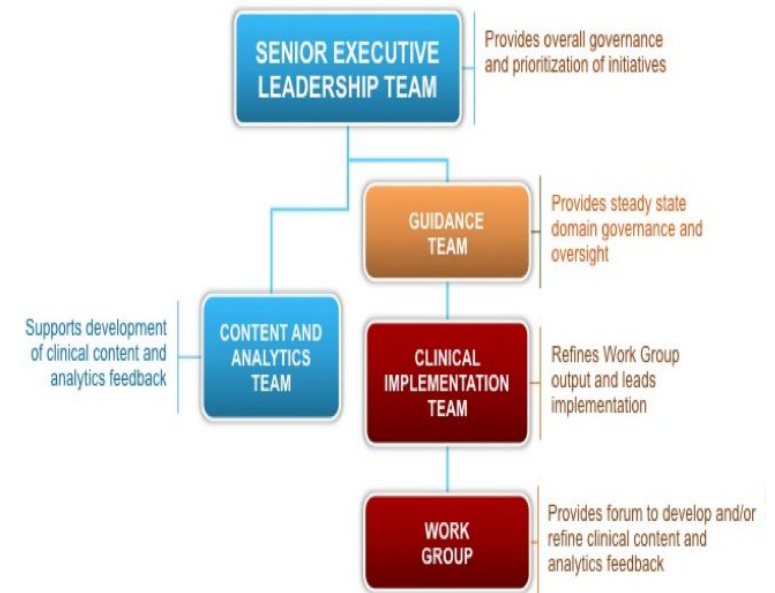 SENIOR EXECUTIVE
LEADERSHIP TEAM
Provides overall governance
and prioritization of initiatives
GUIDANCE
TEAM
Provides steady state
domain governance and
oversight
Supports development
of clinical content and
analytics feedback
CONTENT AND
ANALYTICS
TEAM
CLINICAL
IMPLEMENTATION
TEAM
Refines Work Group
output and leads
implementation
WORK
GROUP
Provides forum to develop and/or
refine clinical content and
analytics feedback